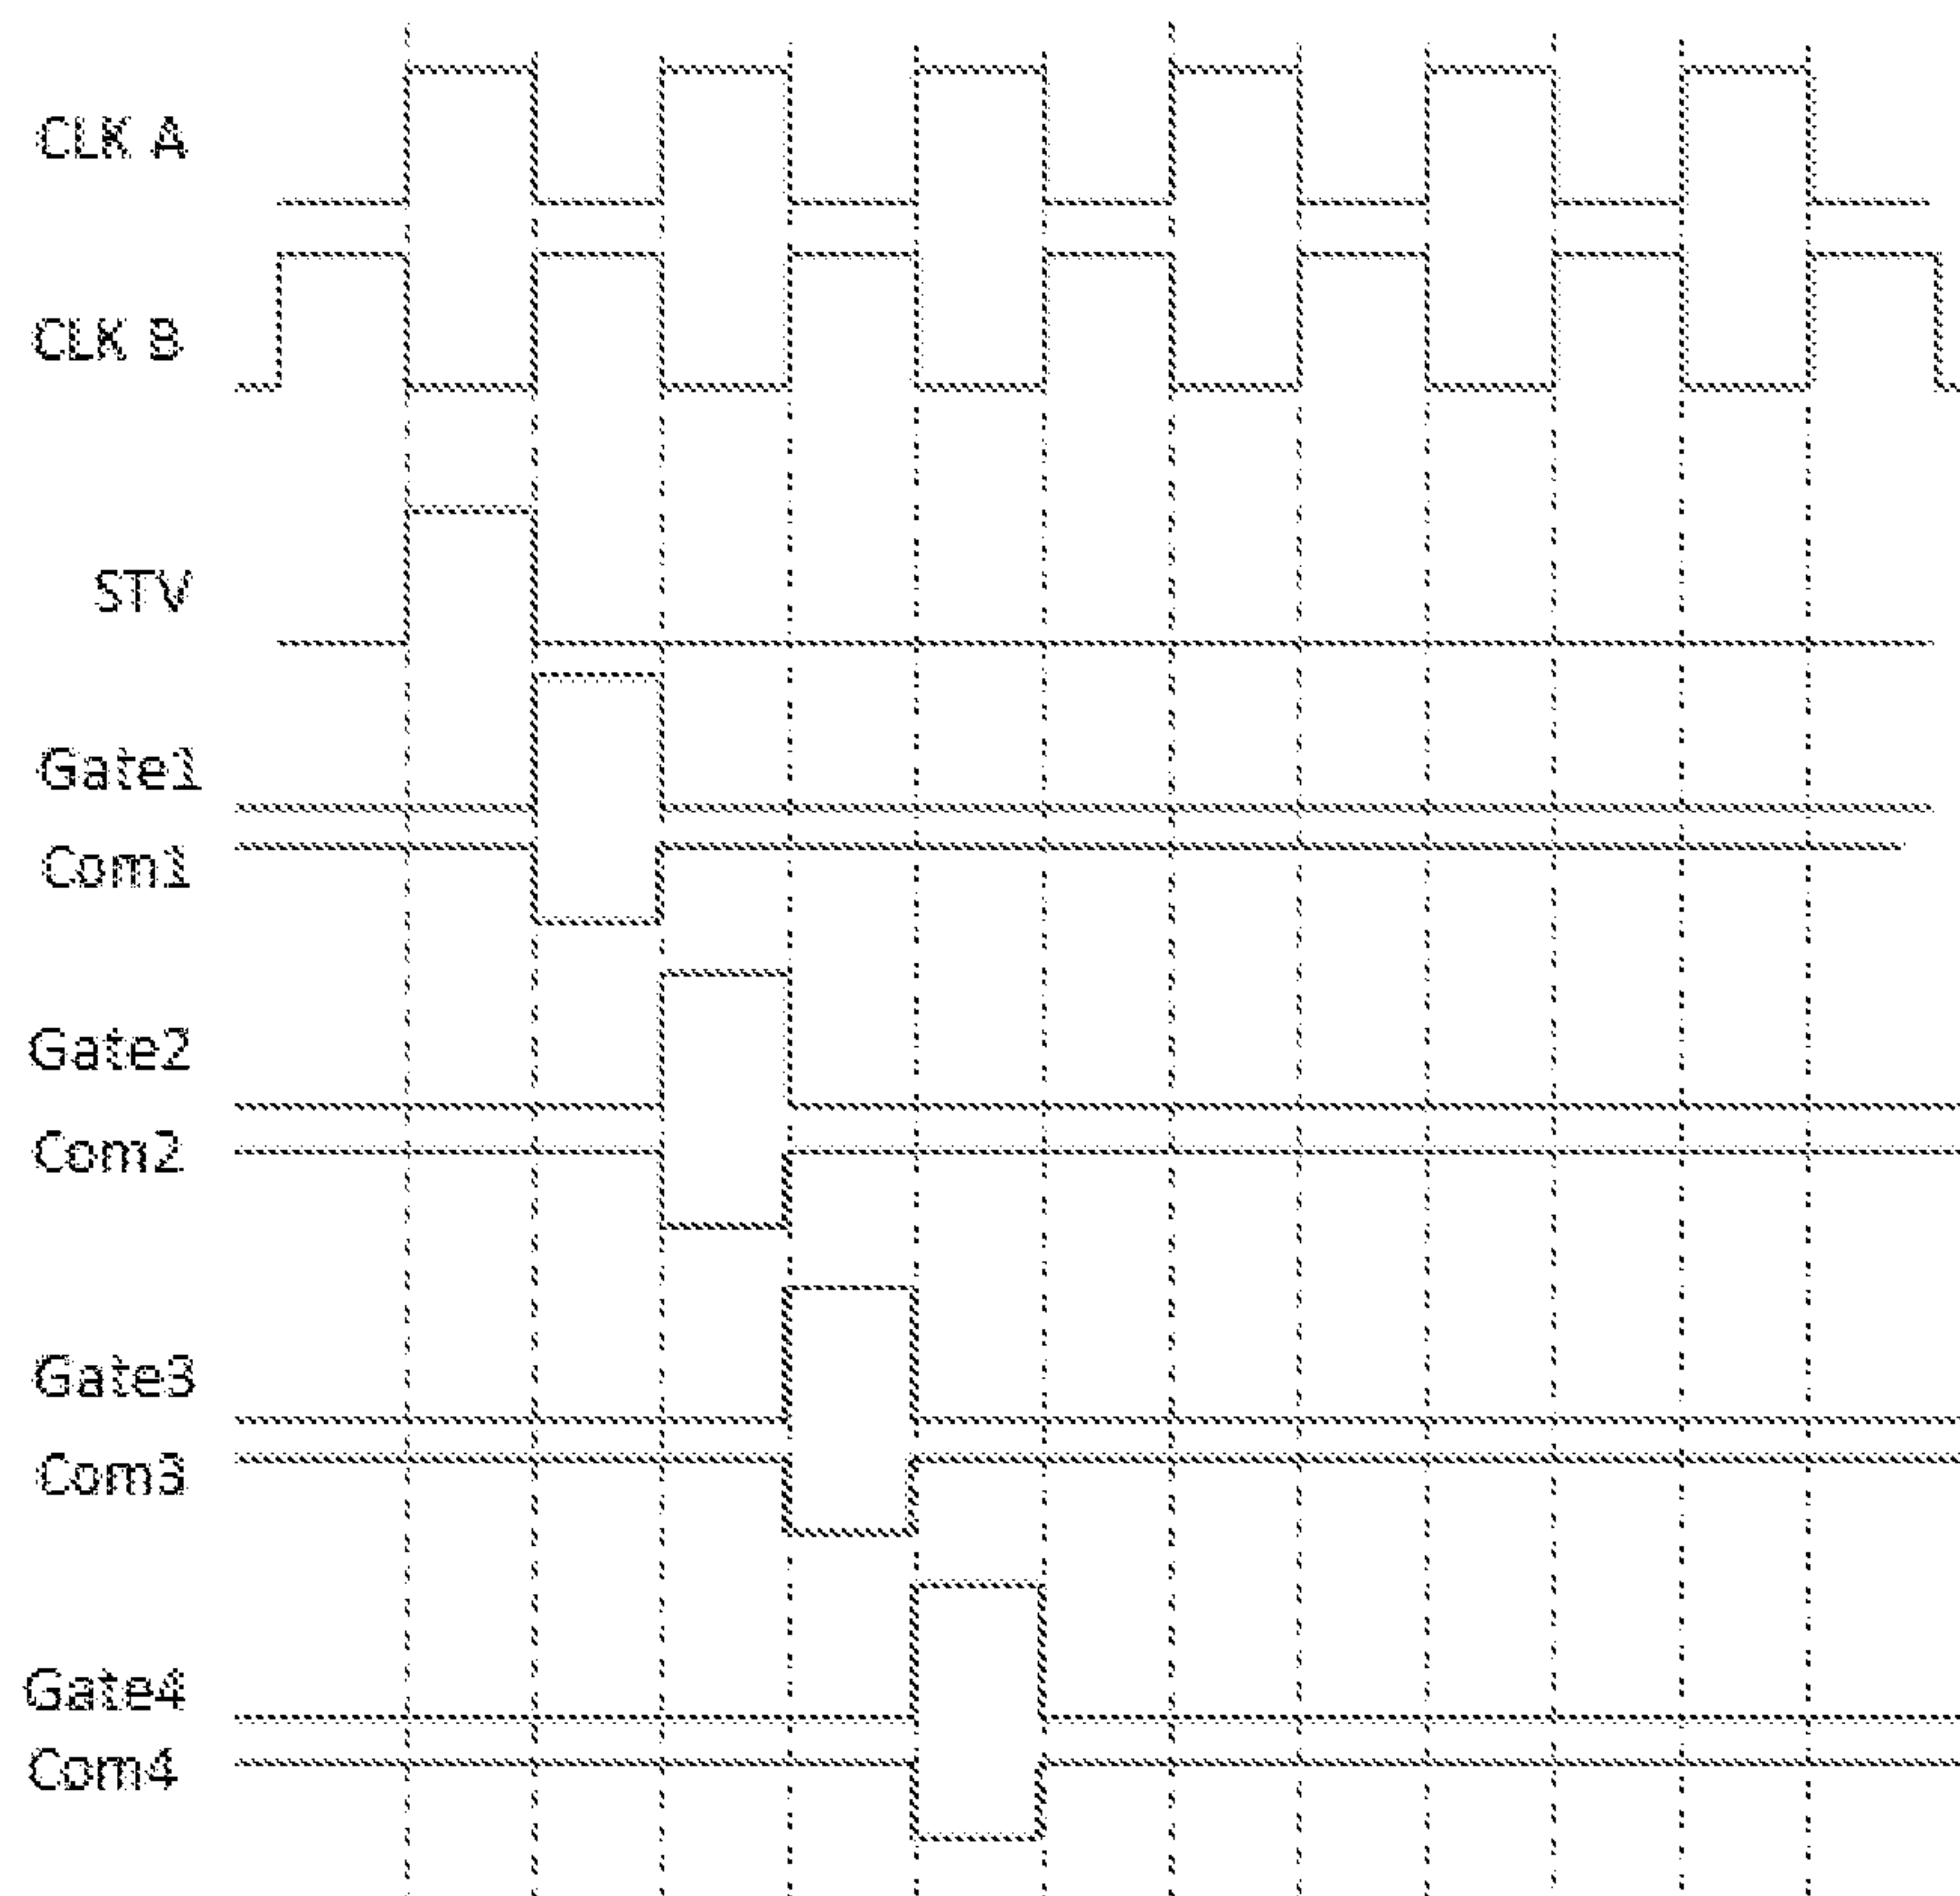 CLK A
CLK B
STV
Gate1
Com1
Gate2
Com2
Gate3
Com3
Gate4
Com4